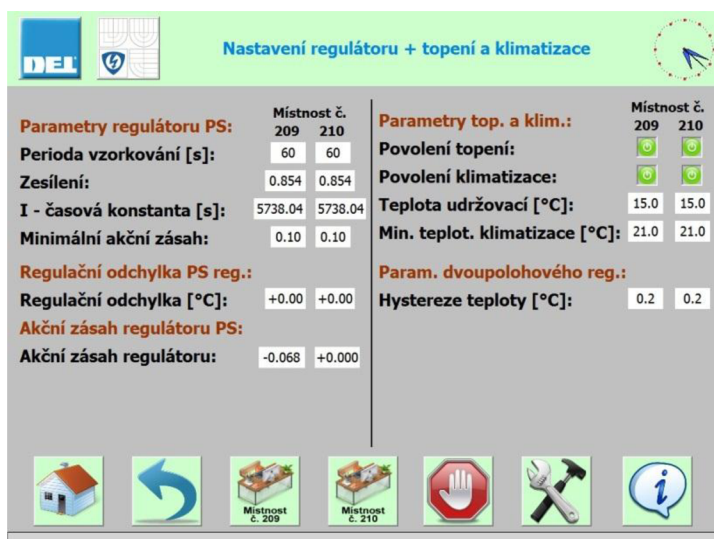 DEL
Nastavení regulátoru + topení a klimatizace
Parametry regulátoru PS:
Místnost č.
209 210
Perioda vzorkování [s]: 60 60
Zesílení: 0.854 0.854
I - časová konstanta [s]: 5738.04 5738.04
Minimální akční zásah: 0.10 0.10
Regulační odchylka PS reg.:
Regulační odchylka [°C]: +0.00 +0.00
Akční zásah regulátoru PS:
Akční zásah regulátoru: -0.068 +0.000
Parametry top. a klim.:
Místnost č.
209 210
Povolení topení:
Povolení klimatizace:
Teplota udržovací [°C]: 15.0 15.0
Min. teplot. klimatizace [°C]: 21.0 21.0
Param. dvoupolohového reg.:
Hystereze teploty [°C]: 0.2 0.2
Místnost
č. 209
Místnost
č. 210